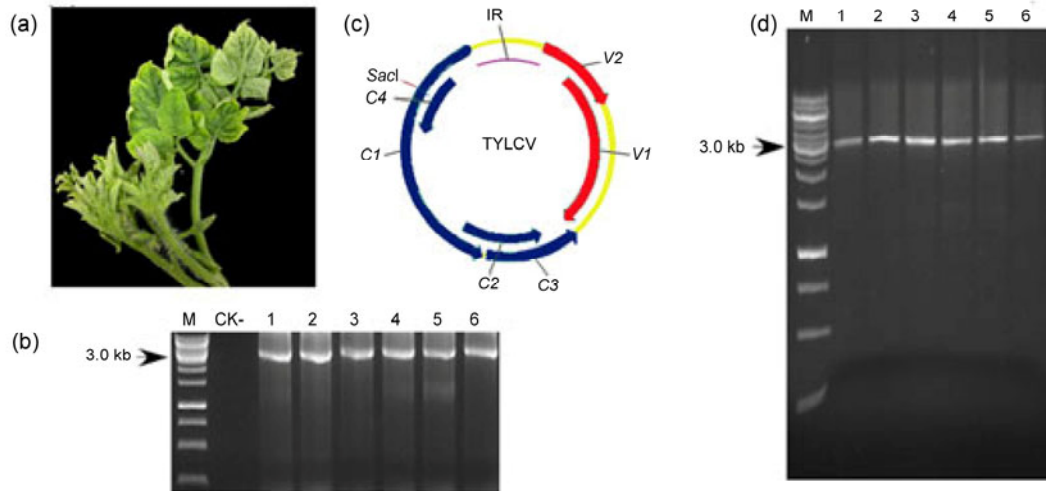 (a)
(c)
IR
V2
SacI
C4
TYLCV
C1
V1
C2
C3
(d)
M 1 2 3 4 5 6
3.0 kb
(b)
M CK- 1 2 3 4 5 6
3.0 kb